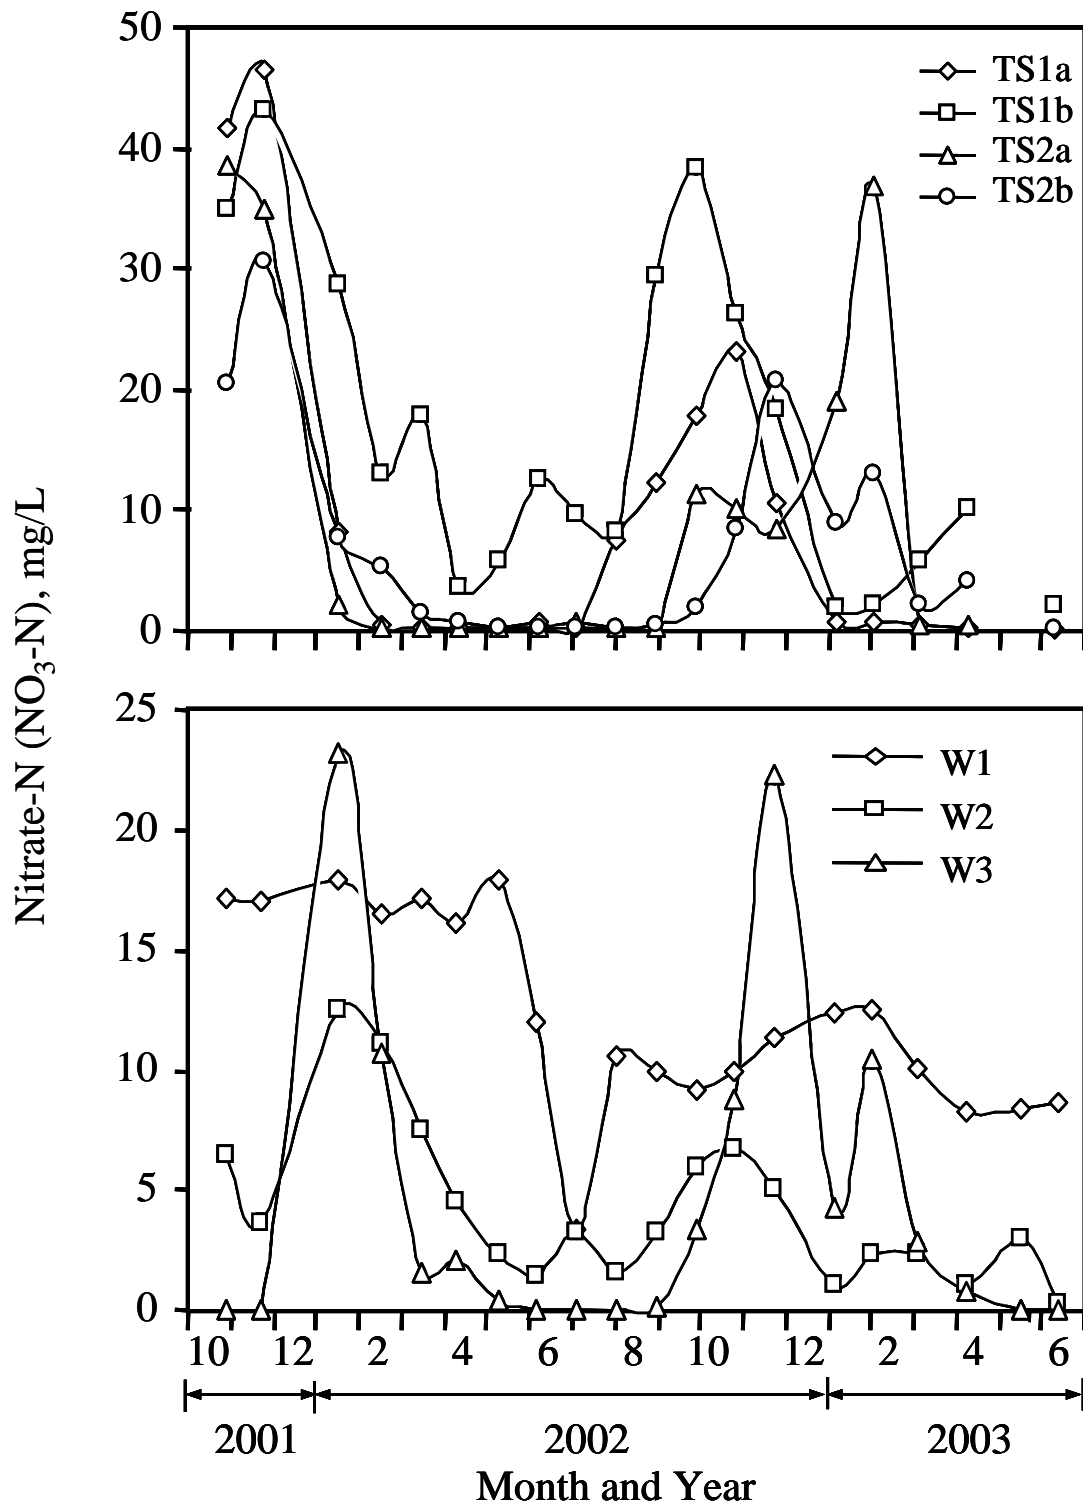 50
40
30
20
10
0
TS1a
TS1b
TS2a
TS2b
Nitrate-N (NO3-N), mg/L
25
20
15
10
5
0
W1
W2
W3
10 12 2 4 6 8 10 12 2 4 6
2001 2002 2003
Month and Year